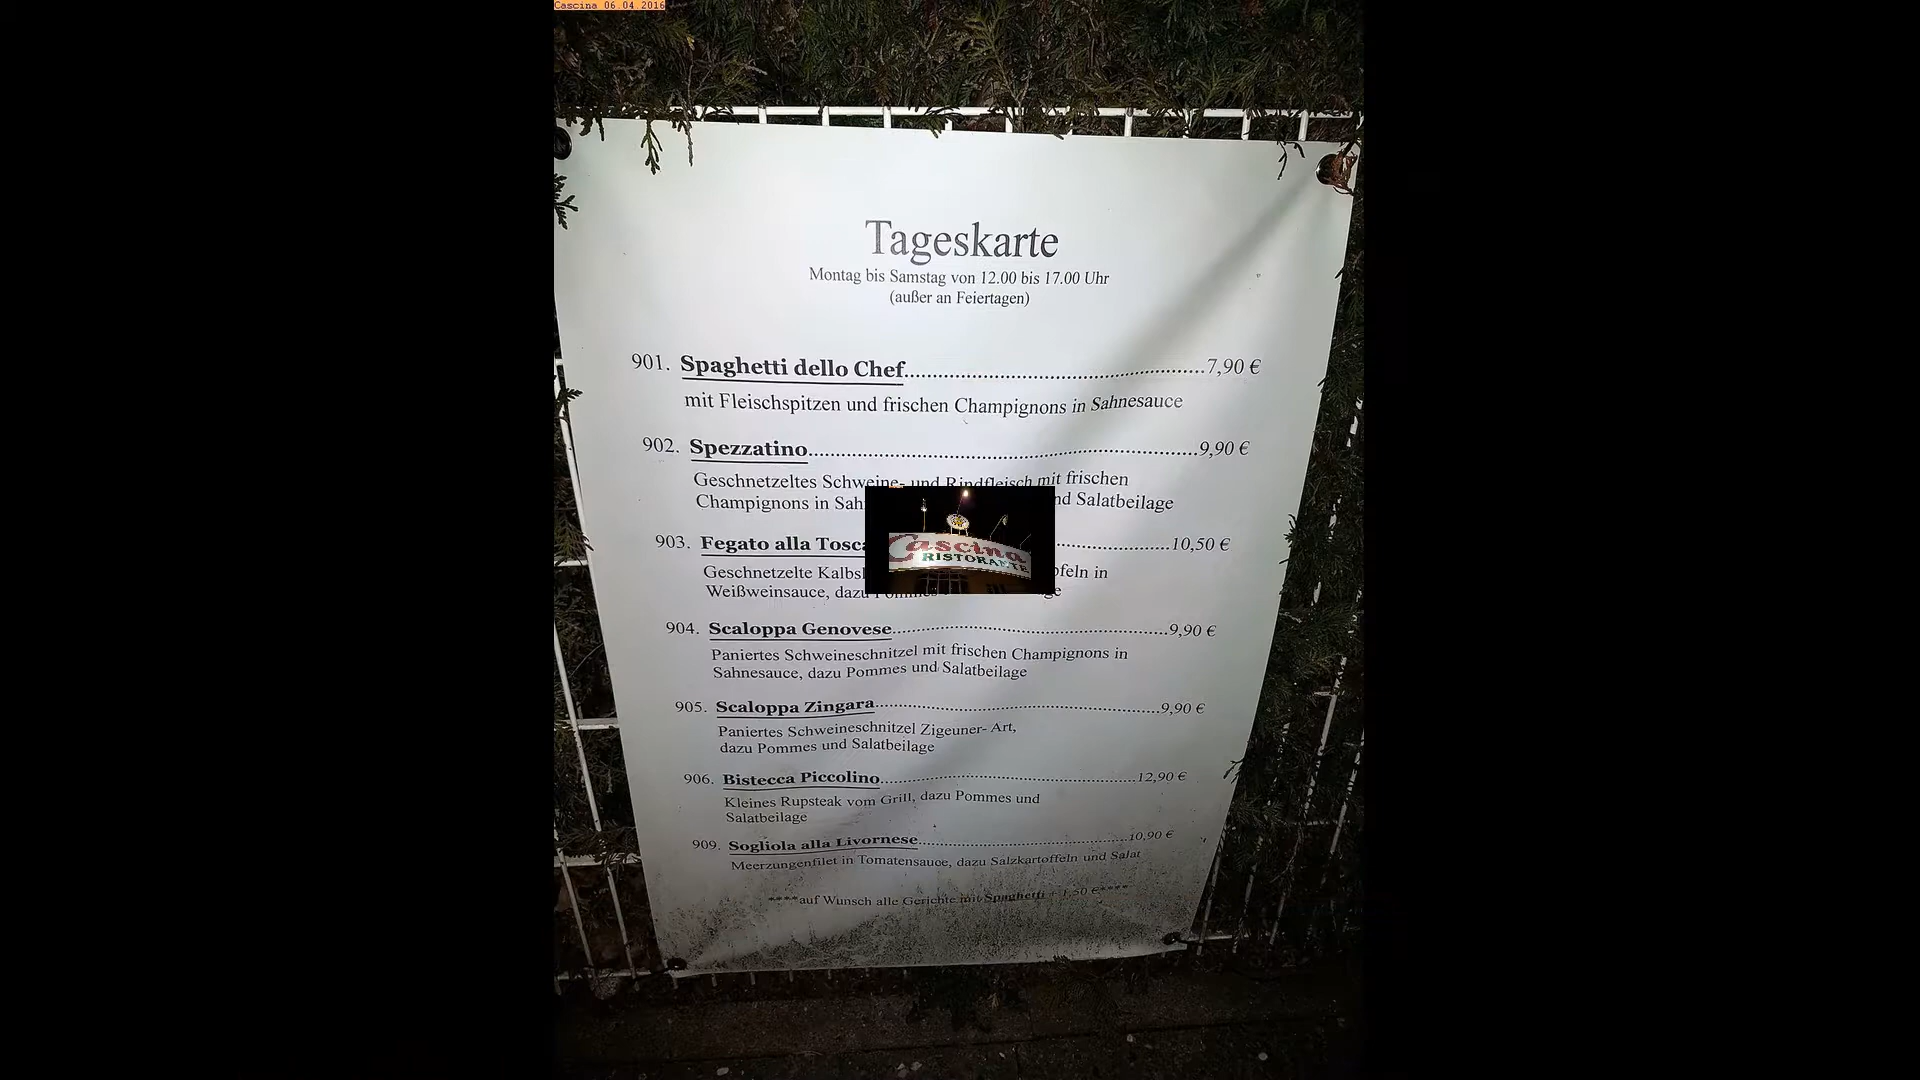 Cascina 06.04.2016
Tageskarte
Montag bis Samstag von 12.00 bis 17.00 Uhr
(außer an Feiertagen)
901. Spaghetti dello Chef..........7,90 €
mit Fleischspitzen und frischen Champignons in Sahnesauce
902. Spezzatino..........9,90 €
Geschnetzeltes Schweine- und Rindfleisch mit frischen
Champignons in Salatbeilage
903. Fegato alla ..........10,50 €
Geschnetzelte in
Weißweinsauce, dazu Pommes
Cascina
RISTORANTE
904. Scaloppa Genovese..........9,90 €
Paniertes Schweineschnitzel mit frischen Champignons in
Sahnesauce, dazu Pommes und Salatbeilage
905. Scaloppa Zingara..........9,90 €
Paniertes Schweineschnitzel Zigeuner- Art,
dazu Pommes und Salatbeilage
906. Bistecca Piccolino..........12,90 €
Kleines Rupsteak vom Grill, dazu Pommes und
Salatbeilage
909. Sogliola alla Livornese..........10,90 €
Meerzungenfilet in Tomatensauce, dazu Salzkartoffeln und Salat
****auf Wunsch alle Gerichte mit Spaghetti + 1,50 €****